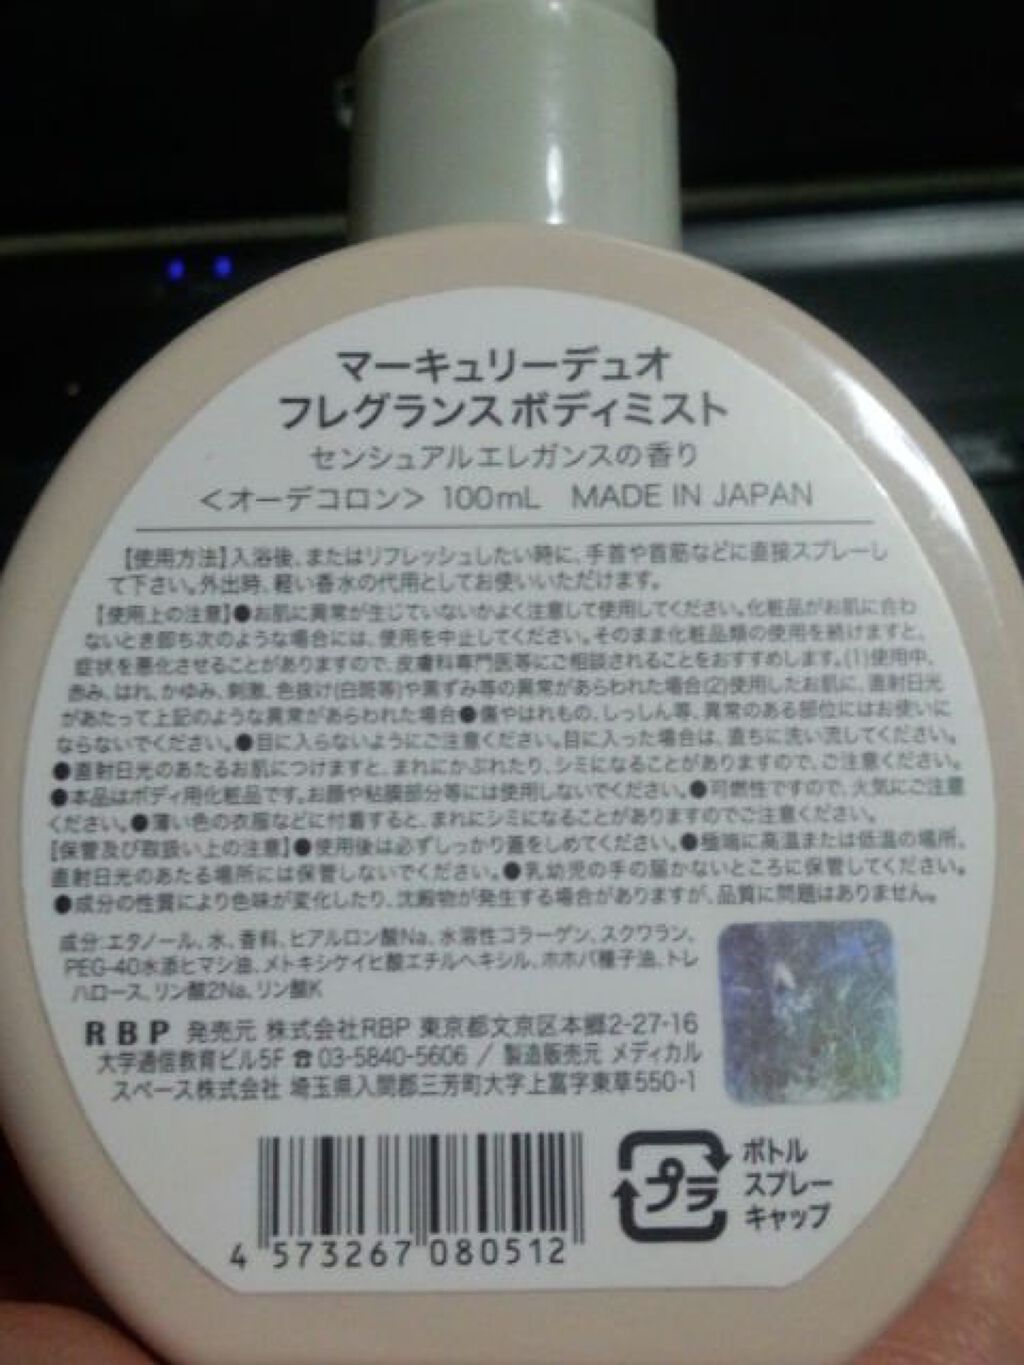 マーキュリーデュオ
フレグランスボディミスト
センシュアルエレガンスの香り
＜オーデコロン＞ 100mL MADE IN JAPAN
【使用方法】入浴後、またはリフレッシュしたい時に、手首や首筋などに直接スプレーし
て下さい。外出時、軽い香水の代用としてお使いいただけます。
【使用上の注意】●お肌に異常が生じていないかよく注意して使用してください。化粧品がお肌に合わ
ないとき即ち次のような場合には、使用を中止してください。そのまま化粧品類の使用を続けますと、
症状を悪化させることがありますので、皮膚科専門医等にご相談されることをおすすめします。(1)使用中、
赤み、はれ、かゆみ、刺激、色抜け(白斑等)や黒ずみ等の異常があらわれた場合(2)使用したお肌に、直射日光
があたって上記のような異常があらわれた場合●傷やはれもの、しっしん等、異常のある部位にはお使いに
ならないでください。●目に入らないようにご注意ください。目に入った場合は、直ちに洗い流してください。
●直射日光のあたるお肌につけますと、まれにかぶれたり、シミになることがありますので、ご注意ください。
●本品はボディ用化粧品です。お顔や粘膜部分等には使用しないでください。●可燃性ですので、火気にご注意
ください。●薄い色の衣服などに付着すると、まれにシミになることがありますのでご注意ください。
【保管及び取扱い上の注意】●使用後は必ずしっかり蓋をしめてください。●極端に高温または低温の場所、
直射日光のあたる場所には保管しないでください。●乳幼児の手の届かないところに保管してください。
●成分の性質により色味が変化したり、沈殿物が発生する場合がありますが、品質に問題はありません。
成分:エタノール、水、香料、ヒアルロン酸Na、水溶性コラーゲン、スクワラン、
PEG-40水添ヒマシ油、メトキシケイヒ酸エチルヘキシル、ホホバ種子油、トレ
ハロース、リン酸2Na、リン酸K
RBP 発売元 株式会社RBP 東京都文京区本郷2-27-16
大学通信教育ビル5F ☎03-5840-5606 / 製造販売元 メディカル
スペース株式会社 埼玉県入間郡三芳町大字上富字東草550-1
プラ
ボトル
スプレー
キャップ
4 573267 080512